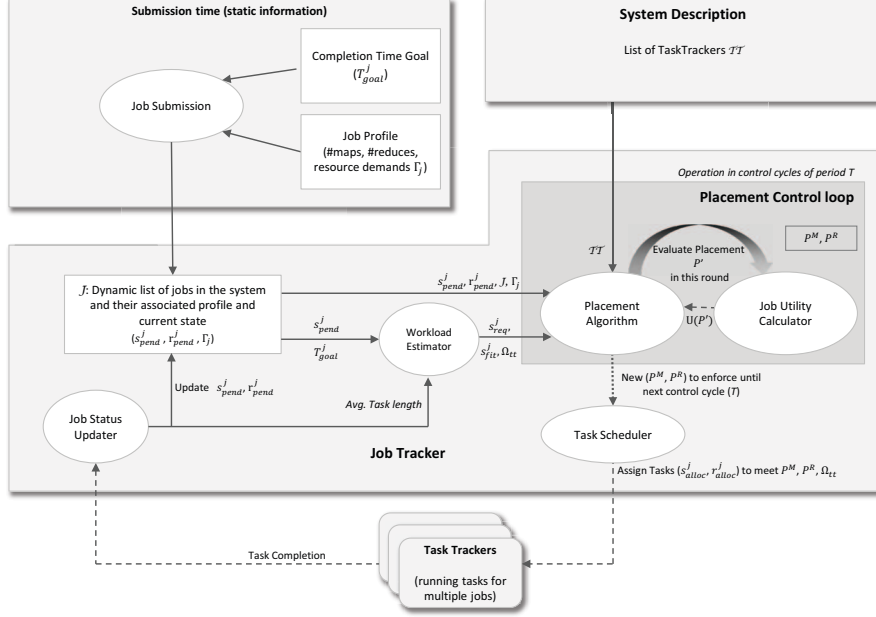 Submission time (static information)
Completion Time Goal
(T^j_goal)
Job Submission
Job Profile
(#maps, #reduces,
resource demands Γ_j)
System Description
List of TaskTrackers 𝒯𝒯
Operation in control cycles of period T
Placement Control loop
P^M, P^R
𝒯𝒯
Evaluate Placement
P'
in this round
Placement
Algorithm
U(P')
Job Utility
Calculator
J: Dynamic list of jobs in the system
and their associated profile and
current state
(s^j_pend , r^j_pend , Γ_j)
s^j_pend, r^j_pend, J, Γ_j
s^j_pend
T^j_goal
Workload
Estimator
s^j_req,
s^j_fit, Ω_tt
Update s^j_pend, r^j_pend
Avg. Task length
Job Status
Updater
Job Tracker
New (P^M, P^R) to enforce until
next control cycle (T)
Task Scheduler
Assign Tasks (s^j_alloc, r^j_alloc) to meet P^M, P^R, Ω_tt
Task Completion
Task Trackers
(running tasks for
multiple jobs)